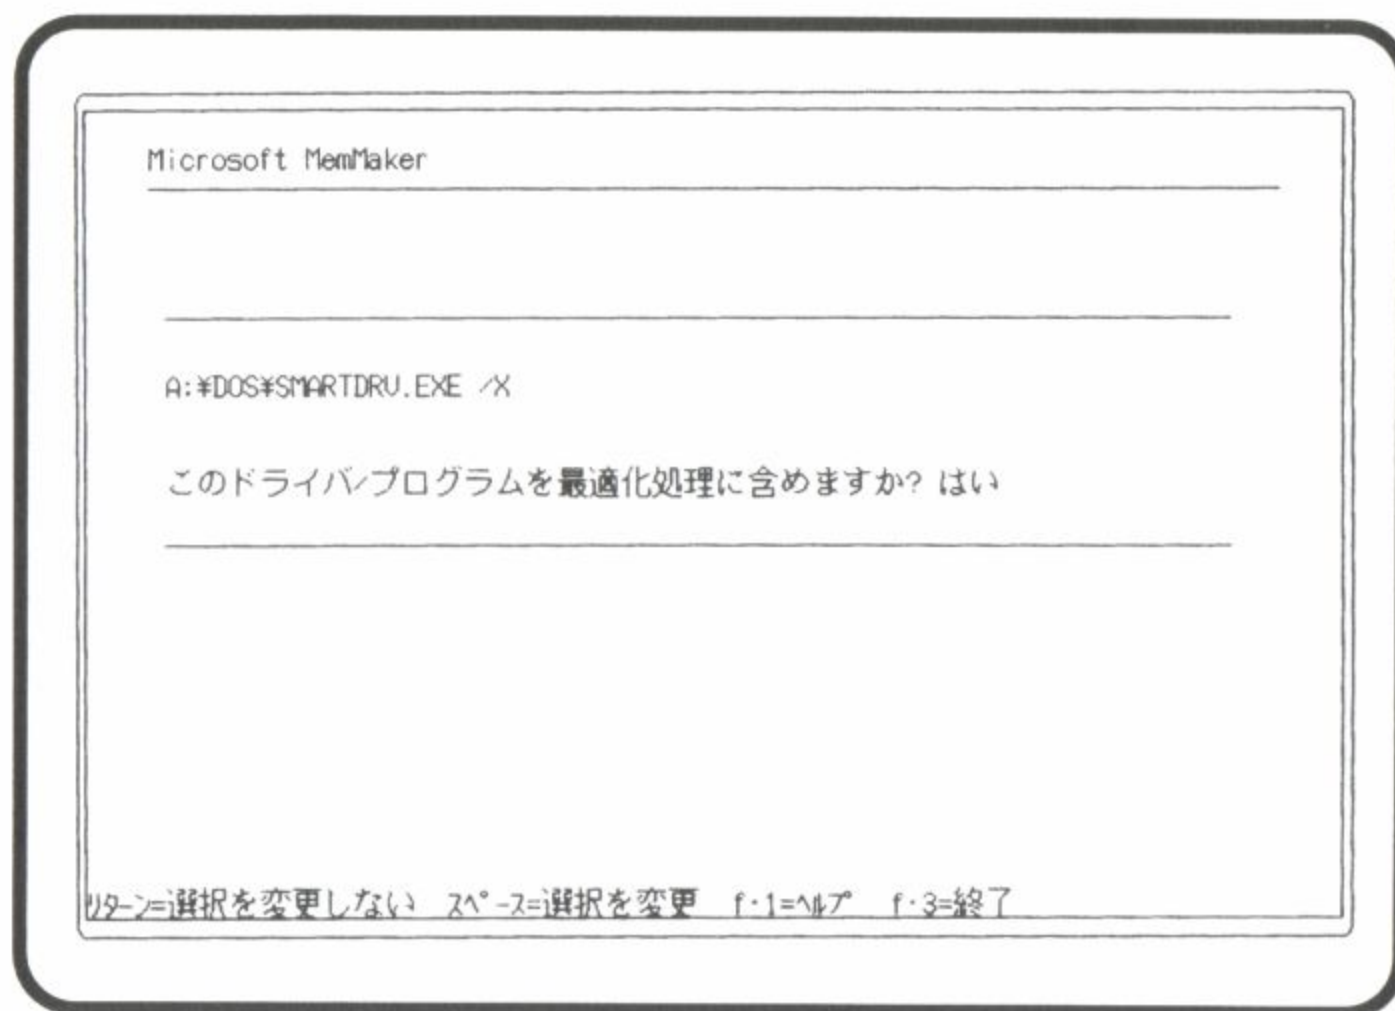 Microsoft MemMaker
A:¥DOS¥SMARTDRV.EXE /X
このドライバ/プログラムを最適化処理に含めますか? はい
ﾘﾀｰﾝ=選択を変更しない ｽﾍﾟｰｽ=選択を変更 f･1=ﾍﾙﾌﾟ f･3=終了